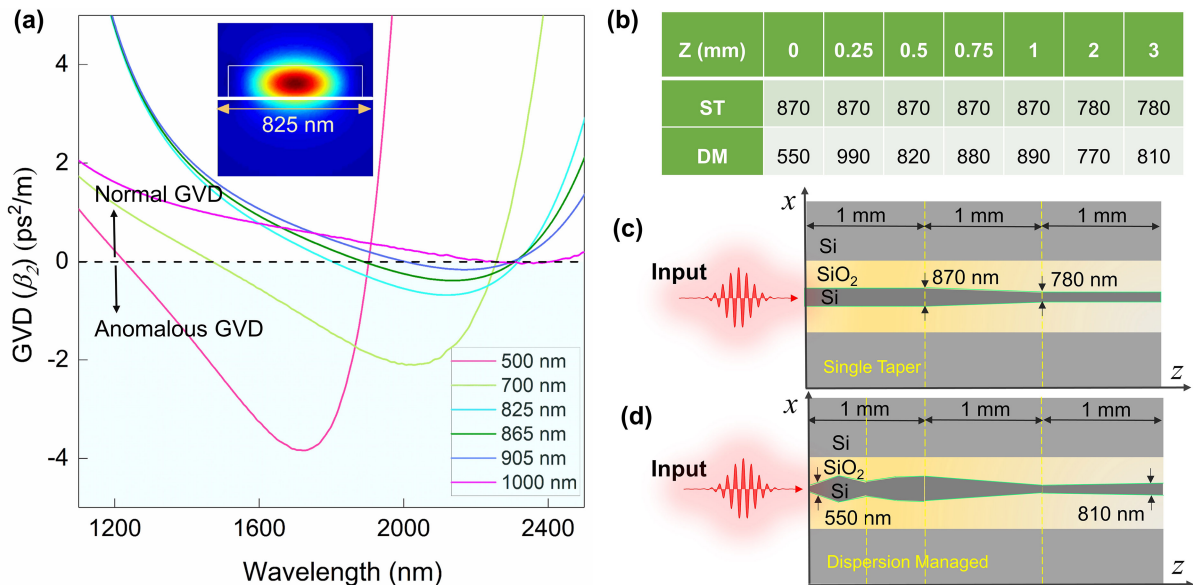 (a)
GVD (β₂) (ps²/m)
4
2
0
-2
-4
825 nm
Normal GVD
Anomalous GVD
500 nm
700 nm
825 nm
865 nm
905 nm
1000 nm
1100 1600 2000 2400
Wavelength (nm)
(b)
Z (mm) 0 0.25 0.5 0.75 1 2 3
ST 870 870 870 870 870 780 780
DM 550 990 820 880 890 770 810
(c)
x
1 mm 1 mm 1 mm
Si
Input
SiO₂
870 nm 780 nm
Si
Single Taper
z
(d)
x
1 mm 1 mm 1 mm
Si
Input
SiO₂
Si
550 nm 810 nm
Dispersion Managed
z